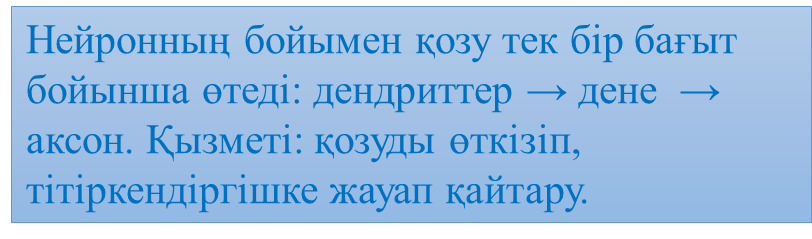 Нейронның бойымен қозу тек бір бағыт
бойынша өтеді: дендриттер → дене →
аксон. Қызметі: қозуды өткізіп,
тітіркендіргішке жауап қайтару.